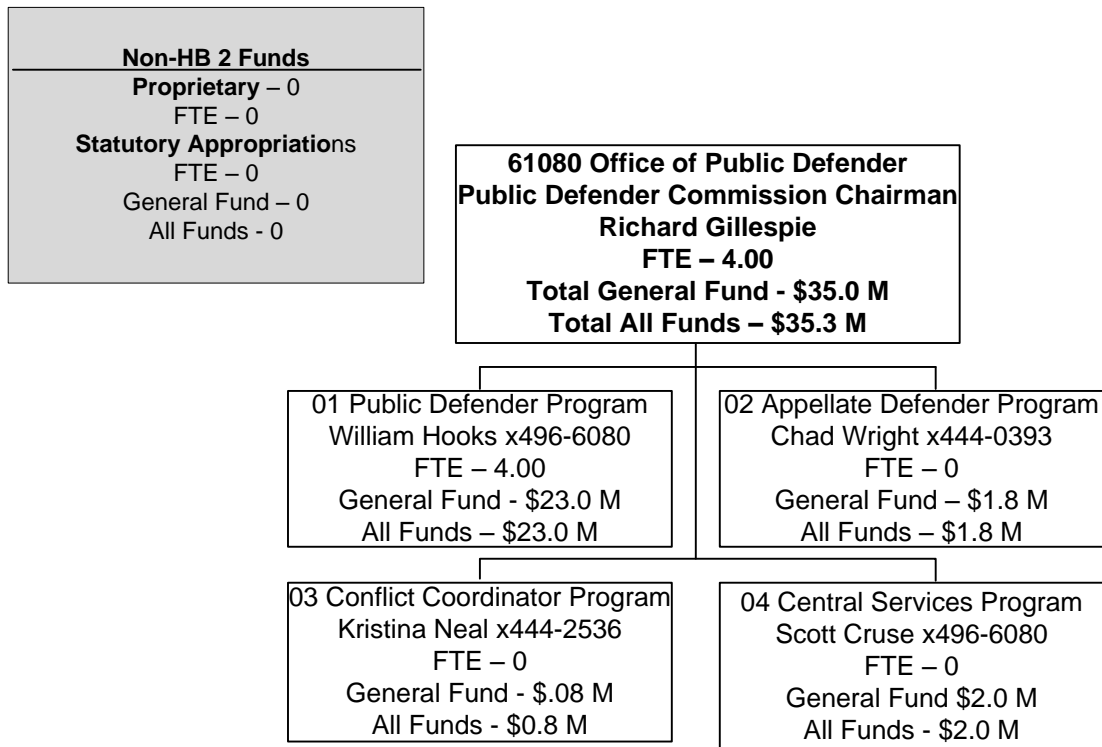 Non-HB 2 Funds
Proprietary – 0
FTE – 0
Statutory Appropriations
FTE – 0
General Fund – 0
All Funds - 0
61080 Office of Public Defender
Public Defender Commission Chairman
Richard Gillespie
FTE – 4.00
Total General Fund - $35.0 M
Total All Funds – $35.3 M
01 Public Defender Program
William Hooks x496-6080
FTE – 4.00
General Fund - $23.0 M
All Funds – $23.0 M
02 Appellate Defender Program
Chad Wright x444-0393
FTE – 0
General Fund – $1.8 M
All Funds – $1.8 M
03 Conflict Coordinator Program
Kristina Neal x444-2536
FTE – 0
General Fund - $.08 M
All Funds - $0.8 M
04 Central Services Program
Scott Cruse x496-6080
FTE – 0
General Fund $2.0 M
All Funds - $2.0 M